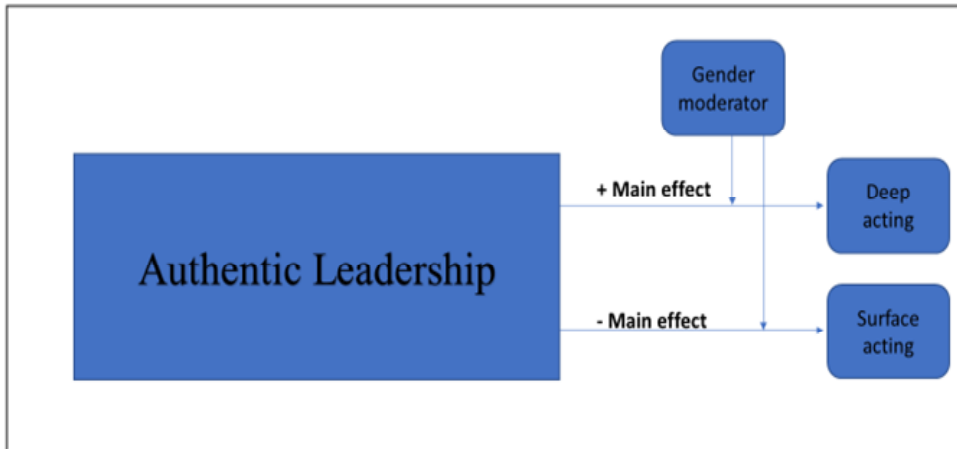 Gender
moderator
+ Main effect
Deep
acting
Authentic Leadership
- Main effect
Surface
acting